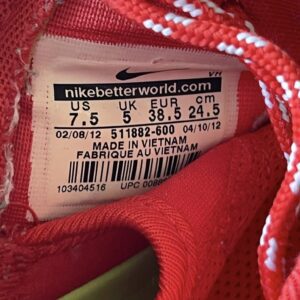 VH
nikebetterworld.com
US UK EUR cm
7.5 5 38.5 24.5
02/08/12 511882-600 04/10/12
MADE IN VIETNAM
FABRIQUE AU VIETNAM
103404516 UPC